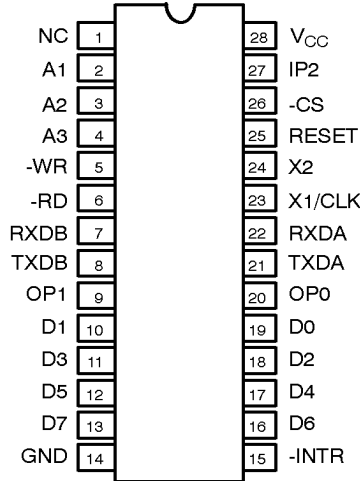 NC 1 28 VCC
A1 2 27 IP2
A2 3 26 -CS
A3 4 25 RESET
-WR 5 24 X2
-RD 6 23 X1/CLK
RXDB 7 22 RXDA
TXDB 8 21 TXDA
OP1 9 20 OP0
D1 10 19 D0
D3 11 18 D2
D5 12 17 D4
D7 13 16 D6
GND 14 15 -INTR